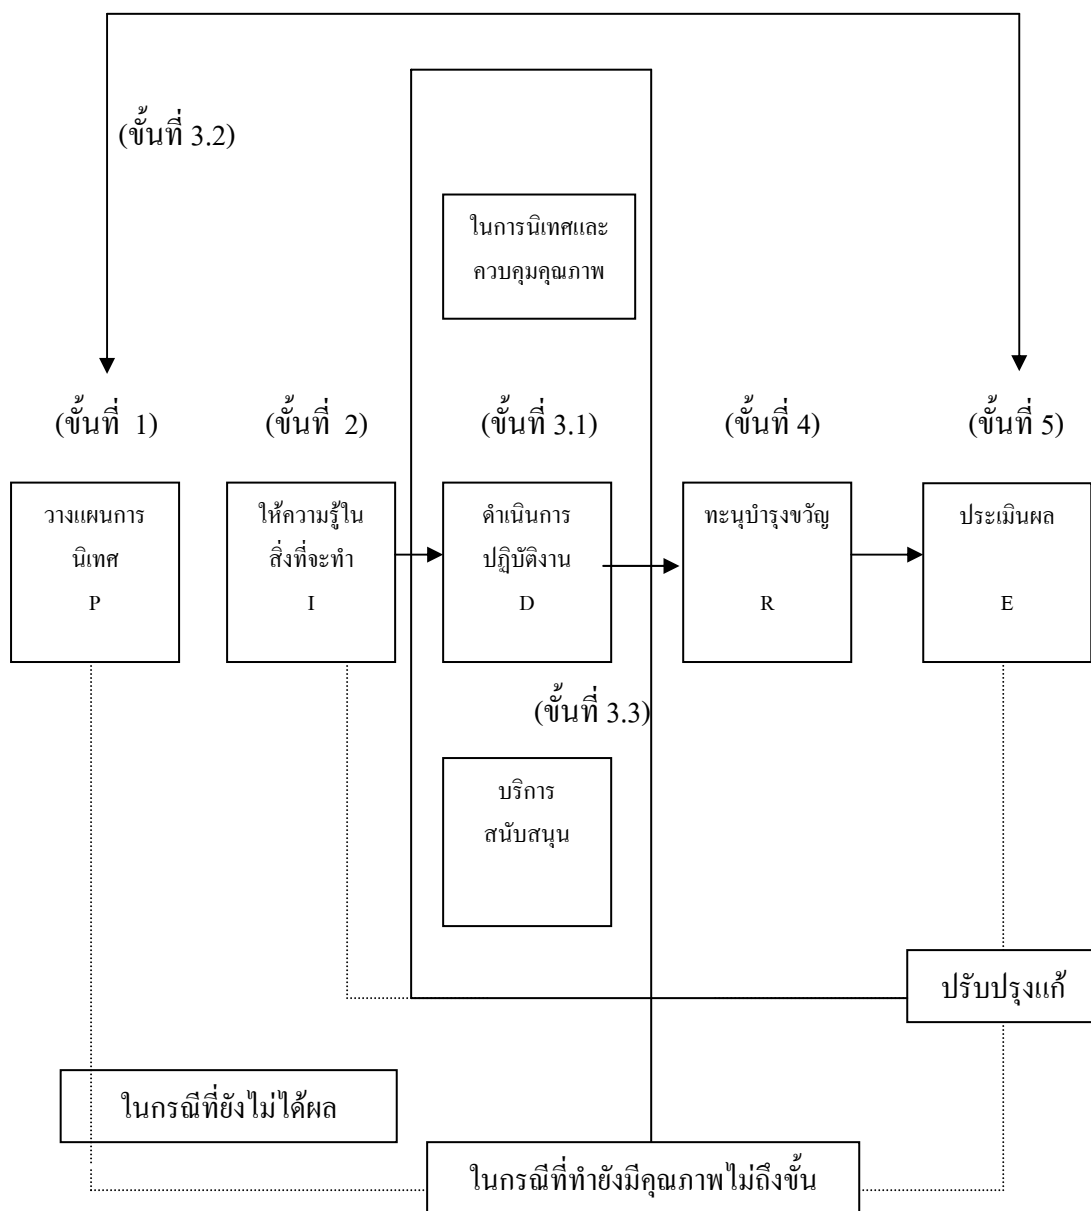 (ขั้นที่ 3.2)
ในการนิเทศและ
ควบคุมคุณภาพ
(ขั้นที่ 1)
(ขั้นที่ 2)
(ขั้นที่ 3.1)
(ขั้นที่ 4)
(ขั้นที่ 5)
วางแผนการ
นิเทศ
P
ให้ความรู้ใน
สิ่งที่จะทำ
I
ดำเนินการ
ปฏิบัติงาน
D
ทะนุบำรุงขวัญ
R
ประเมินผล
E
(ขั้นที่ 3.3)
บริการ
สนับสนุน
ปรับปรุงแก้
ในกรณีที่ยังไม่ได้ผล
ในกรณีที่ทำยังมีคุณภาพไม่ถึงขั้น